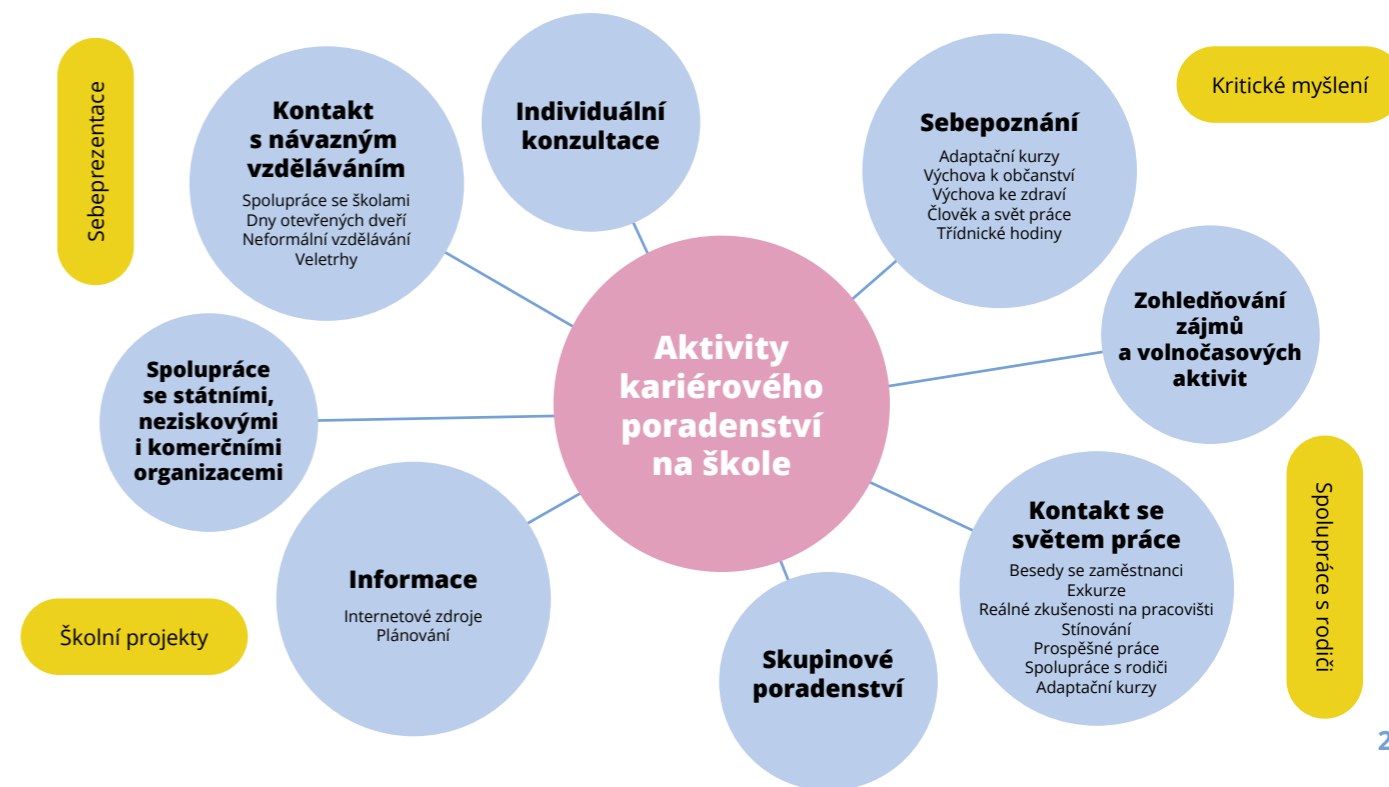 Sebeprezentace
Kontakt
s návazným
vzděláváním
Spolupráce se školami
Dny otevřených dveří
Neformální vzdělávání
Veletrhy
Individuální
konzultace
Sebepoznání
Adaptační kurzy
Výchova k občanství
Výchova ke zdraví
Člověk a svět práce
Třídnické hodiny
Kritické myšlení
Spolupráce
se státními,
neziskovými
i komerčními
organizacemi
Aktivity
kariérového
poradenství
na škole
Zohledňování
zájmů
a volnočasových
aktivit
Školní projekty
Informace
Internetové zdroje
Plánování
Skupinové
poradenství
Kontakt se
světem práce
Besedy se zaměstnanci
Exkurze
Reálné zkušenosti na pracovišti
Stínování
Prospěšné práce
Spolupráce s rodiči
Adaptační kurzy
Spolupráce s rodiči
2